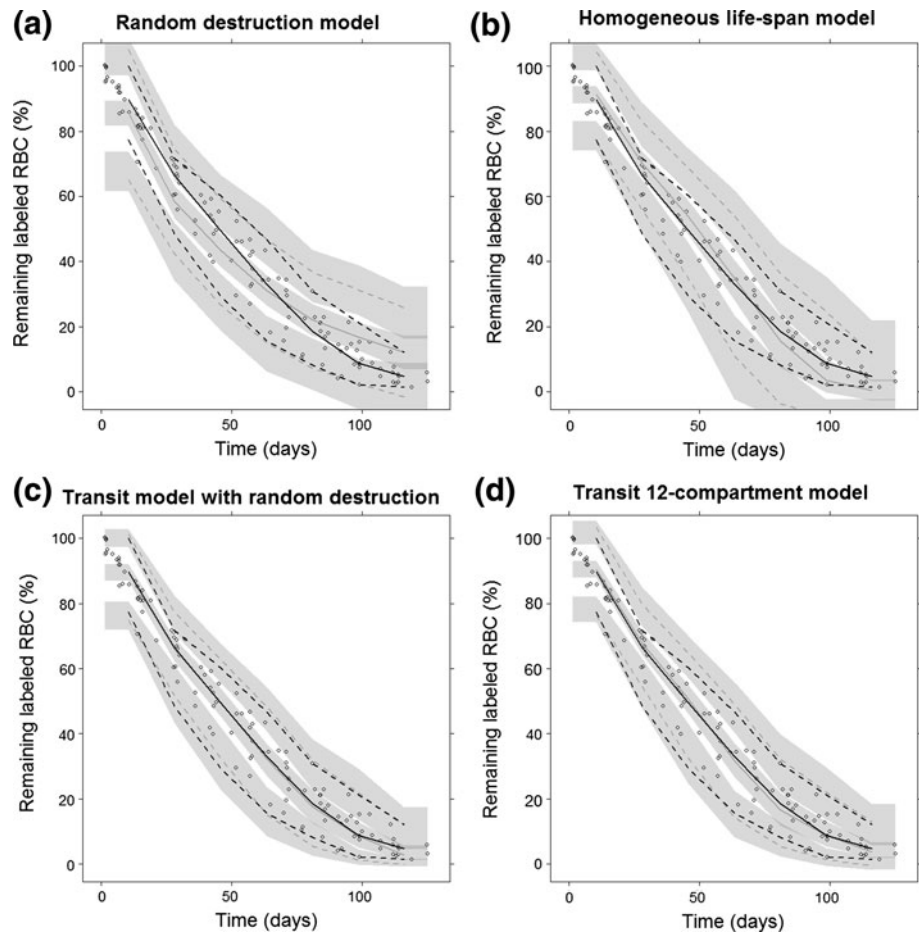 (a) Random destruction model
Remaining labeled RBC (%)
100
80
60
40
20
0
0 50 100
Time (days)
(b) Homogeneous life-span model
Remaining labeled RBC (%)
100
80
60
40
20
0
0 50 100
Time (days)
(c) Transit model with random destruction
Remaining labeled RBC (%)
100
80
60
40
20
0
0 50 100
Time (days)
(d) Transit 12-compartment model
Remaining labeled RBC (%)
100
80
60
40
20
0
0 50 100
Time (days)